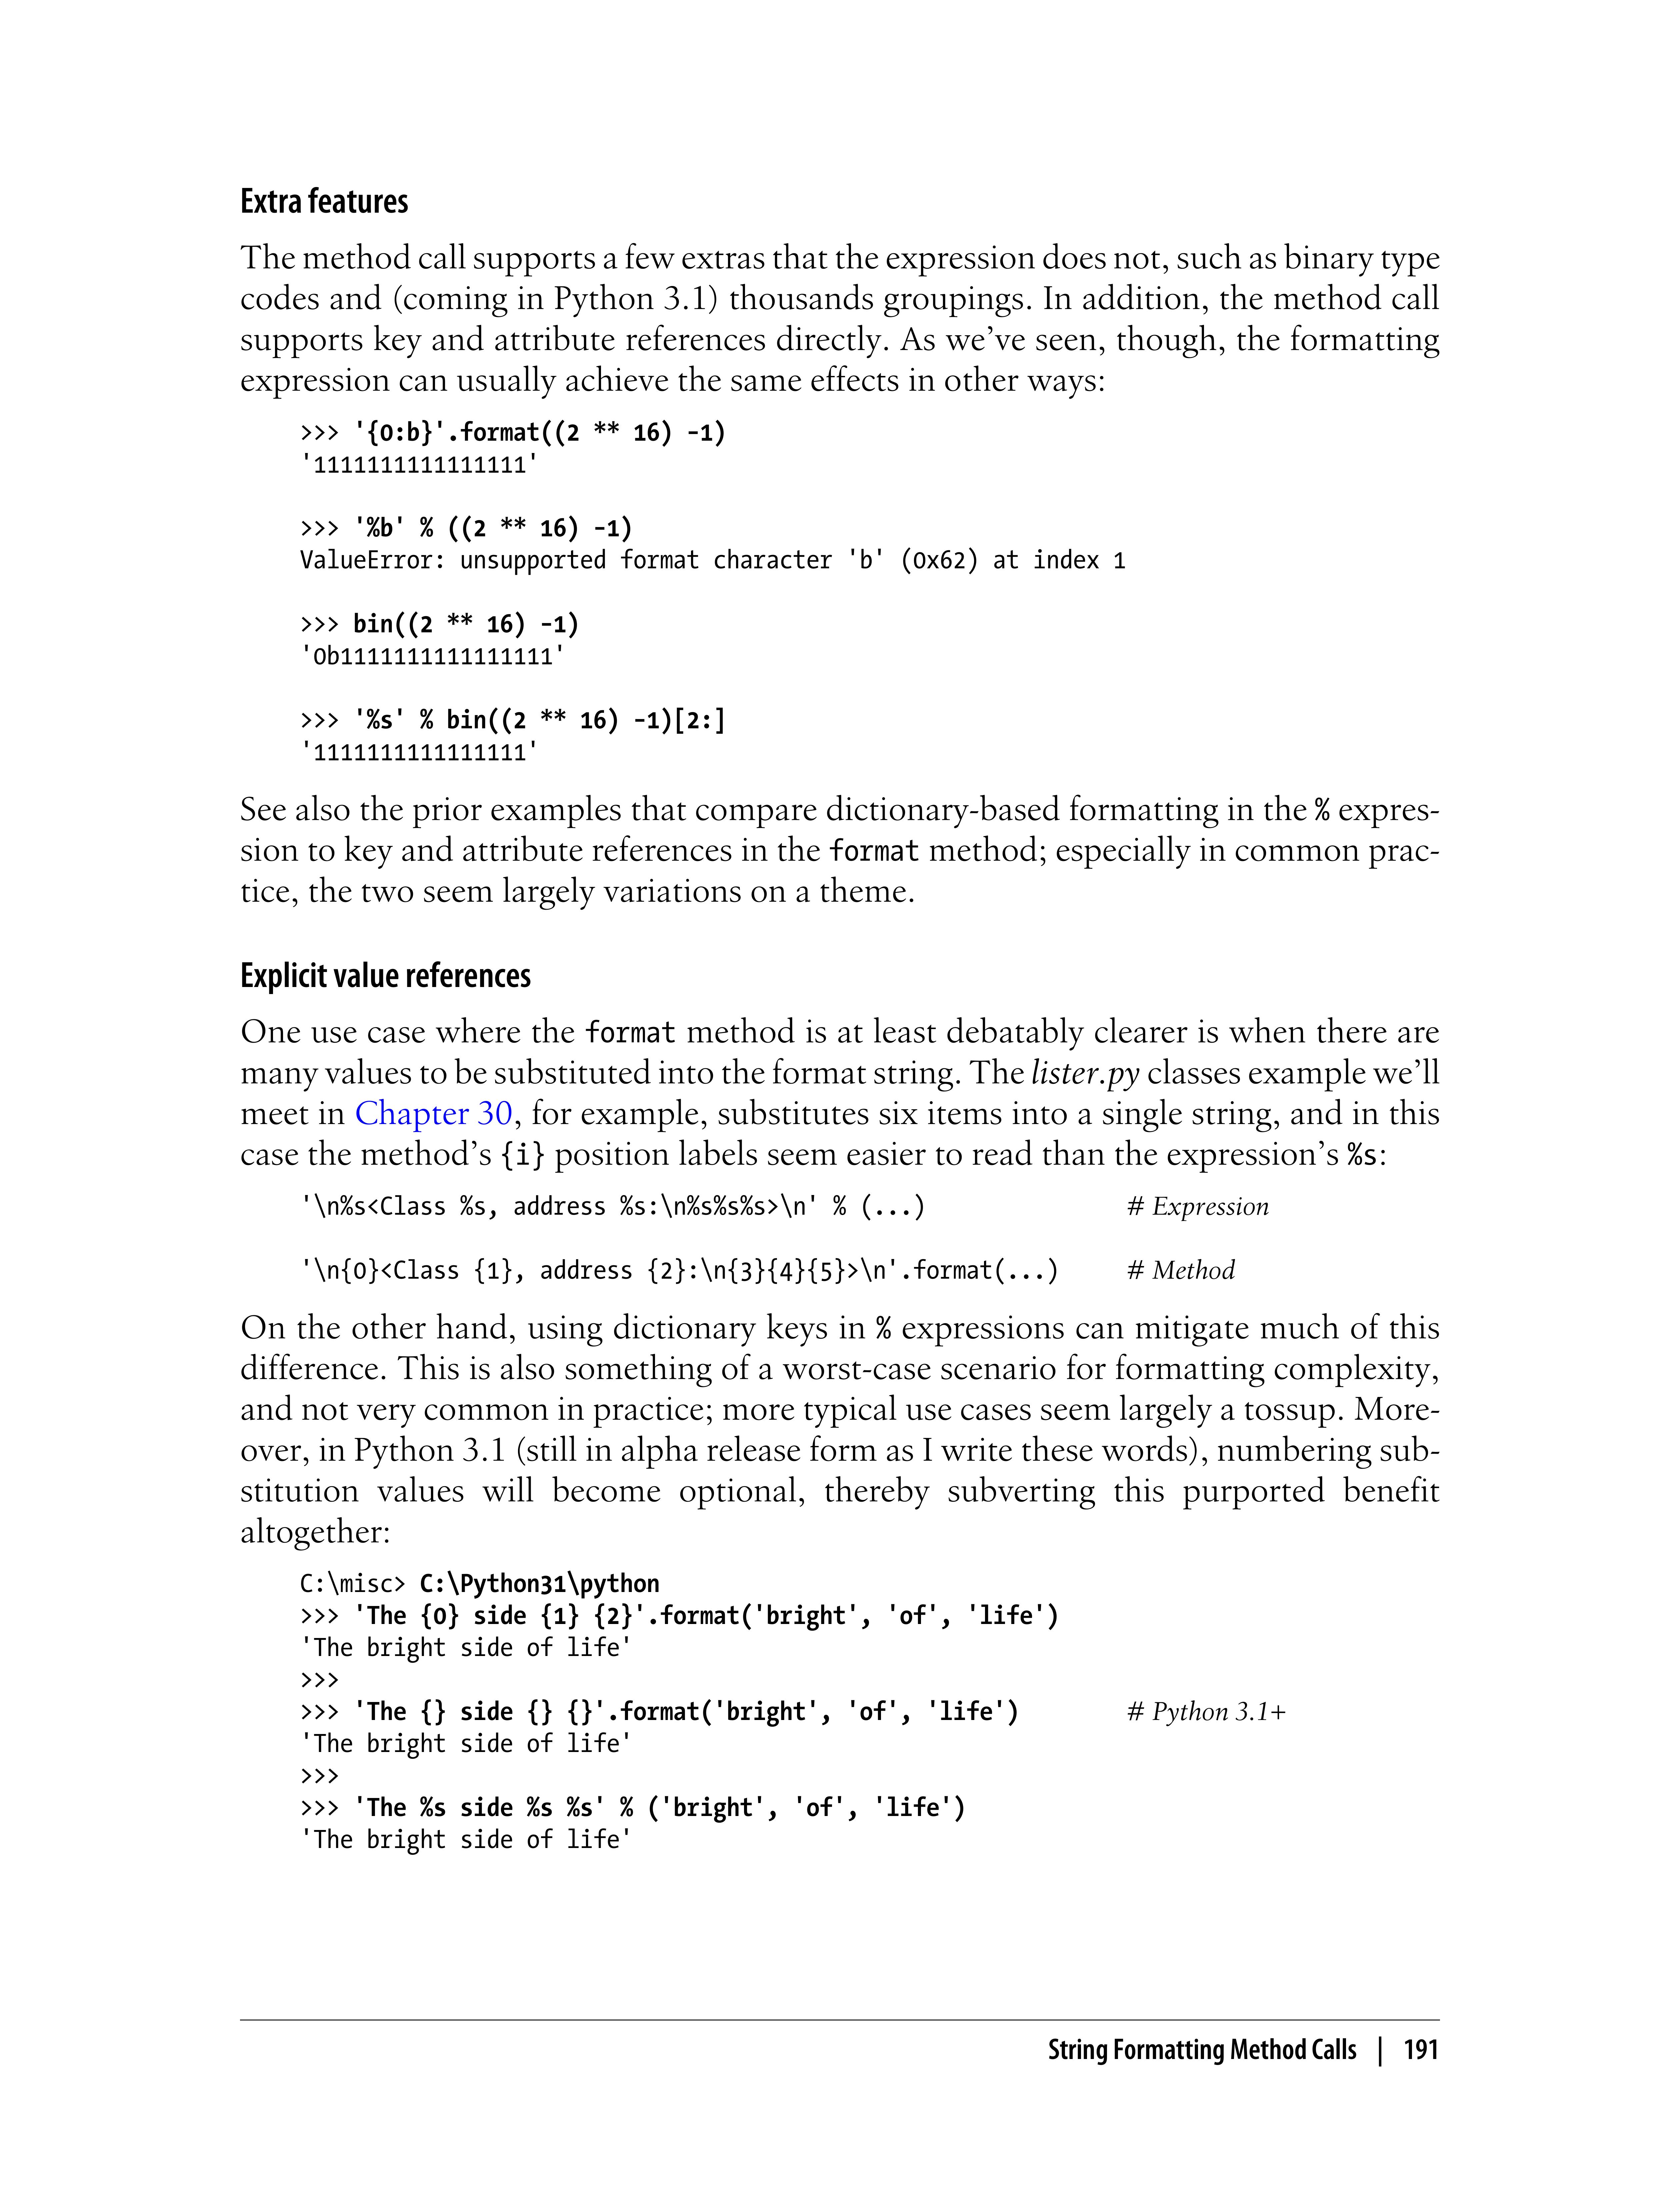 Extra features
The method call supports a few extras that the expression does not, such as binary type
codes and (coming in Python 3.1) thousands groupings. In addition, the method call
supports key and attribute references directly. As we’ve seen, though, the formatting
expression can usually achieve the same effects in other ways:
>>> '{0:b}'.format((2 ** 16) -1)
'1111111111111111'
>>> '%b' % ((2 ** 16) -1)
ValueError: unsupported format character 'b' (0x62) at index 1
>>> bin((2 ** 16) -1)
'0b1111111111111111'
>>> '%s' % bin((2 ** 16) -1)[2:]
'1111111111111111'
See also the prior examples that compare dictionary-based formatting in the % expres-
sion to key and attribute references in the format method; especially in common prac-
tice, the two seem largely variations on a theme.
Explicit value references
One use case where the format method is at least debatably clearer is when there are
many values to be substituted into the format string. The lister.py classes example we’ll
meet in Chapter 30, for example, substitutes six items into a single string, and in this
case the method’s {i} position labels seem easier to read than the expression’s %s:
'\n%s<Class %s, address %s:\n%s%s%s>\n' % (...) # Expression
'\n{0}<Class {1}, address {2}:\n{3}{4}{5}>\n'.format(...) # Method
On the other hand, using dictionary keys in % expressions can mitigate much of this
difference. This is also something of a worst-case scenario for formatting complexity,
and not very common in practice; more typical use cases seem largely a tossup. More-
over, in Python 3.1 (still in alpha release form as I write these words), numbering sub-
stitution values will become optional, thereby subverting this purported benefit
altogether:
C:\misc> C:\Python31\python
>>> 'The {0} side {1} {2}'.format('bright', 'of', 'life')
'The bright side of life'
>>>
>>> 'The {} side {} {}'.format('bright', 'of', 'life') # Python 3.1+
'The bright side of life'
>>>
>>> 'The %s side %s %s' % ('bright', 'of', 'life')
'The bright side of life'
String Formatting Method Calls | 191